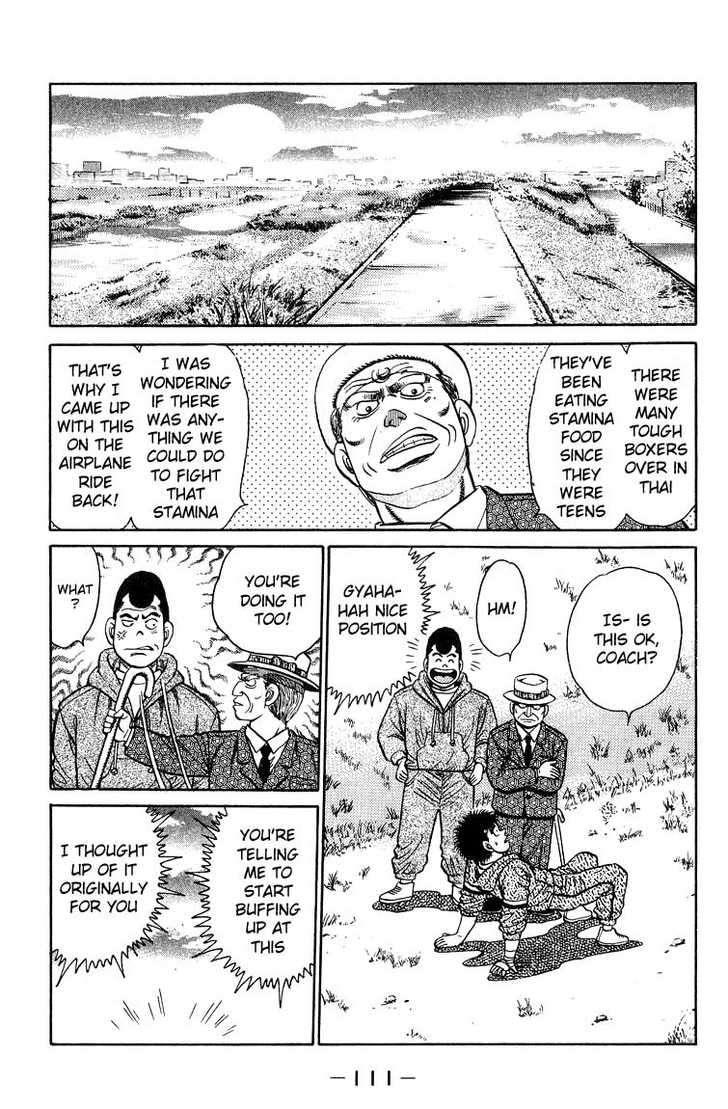 THERE
WERE
MANY
TOUGH
BOXERS
OVER IN
THAI
THEY'VE
BEEN
EATING
STAMINA
FOOD
SINCE
THEY
WERE
TEENS
I WAS
WONDERING
IF THERE
WAS ANY-
THING WE
COULD DO
TO FIGHT
THAT
STAMINA
THAT'S
WHY I
CAME UP
WITH THIS
ON THE
AIRPLANE
RIDE
BACK!
IS- IS
THIS OK,
COACH?
HM!
GYAHA-
HAH NICE
POSITION
YOU'RE
DOING IT
TOO!
WHAT
?
YOU'RE
TELLING
ME TO
START
BUFFING
UP AT
THIS
I THOUGHT
UP OF IT
ORIGINALLY
FOR YOU
-111-